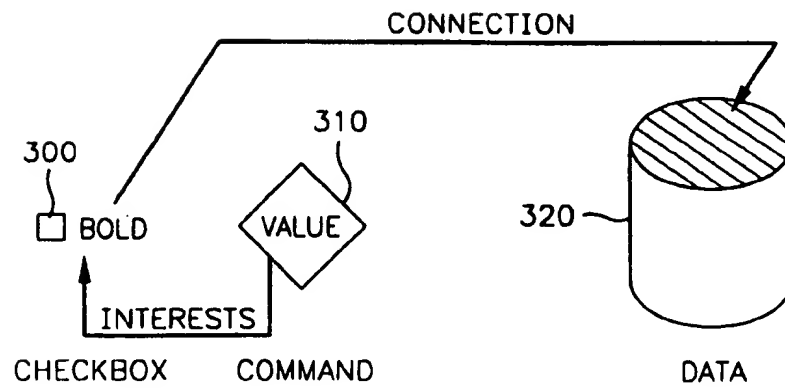 CONNECTION
310
300
VALUE
320
BOLD
INTERESTS
CHECKBOX COMMAND DATA